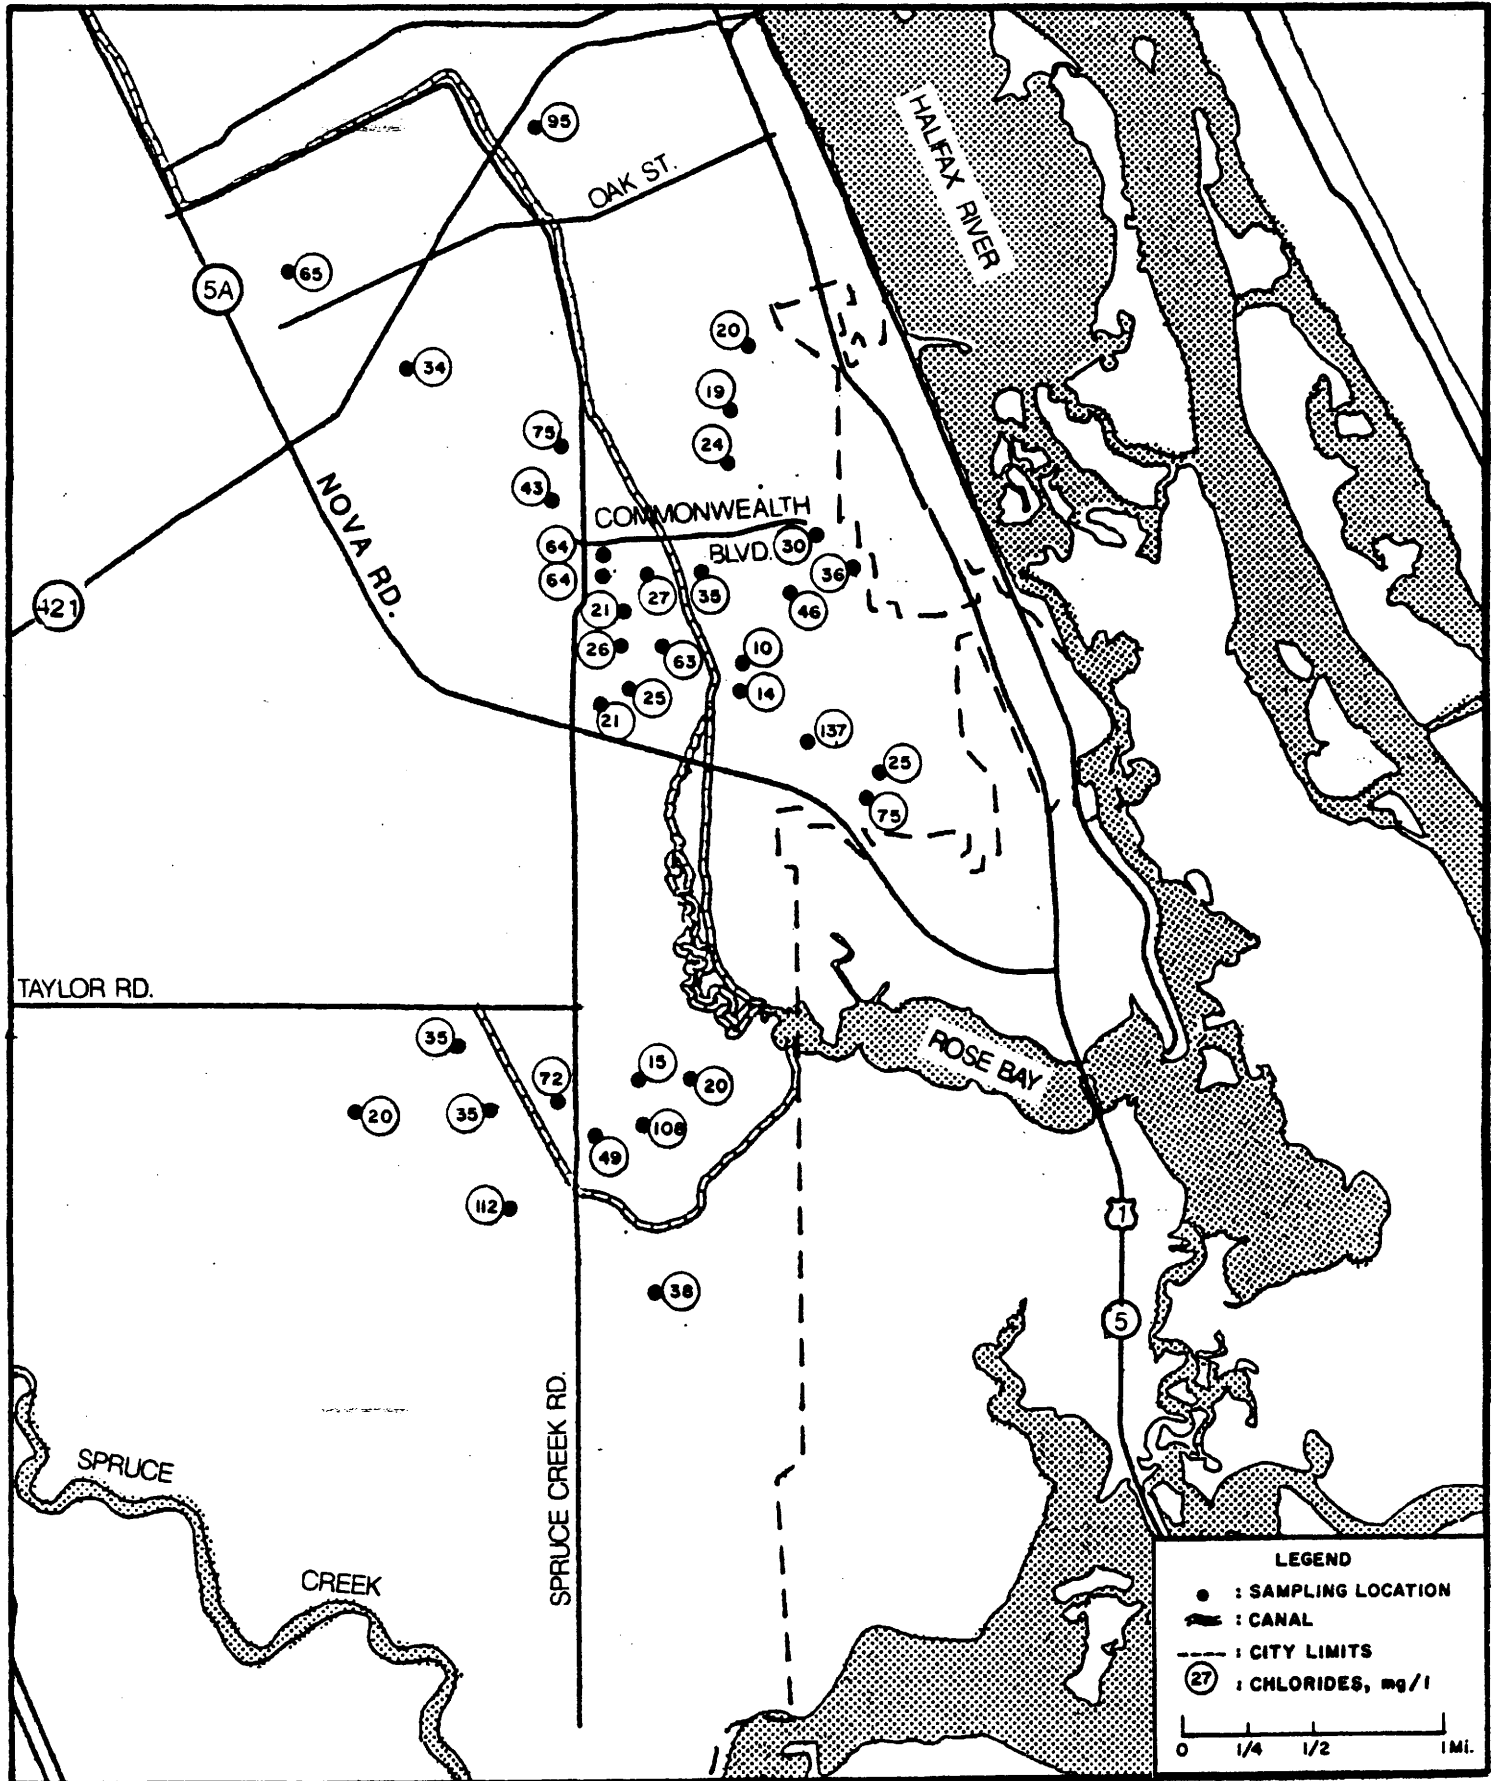 95
OAK ST.
HALIFAX RIVER
65
5A
34
20
19
24
75
43
NOVA RD.
COMMONWEALTH
BLVD.
64
30
64
36
421
21
27
35
46
26
63
10
25
14
21
137
25
75
TAYLOR RD.
35
ROSE BAY
15
72
20
20
35
108
49
112
1
38
5
SPRUCE CREEK RD.
SPRUCE
CREEK
LEGEND
: SAMPLING LOCATION
: CANAL
: CITY LIMITS
27 : CHLORIDES, mg/l
0 1/4 1/2 1 Mi.